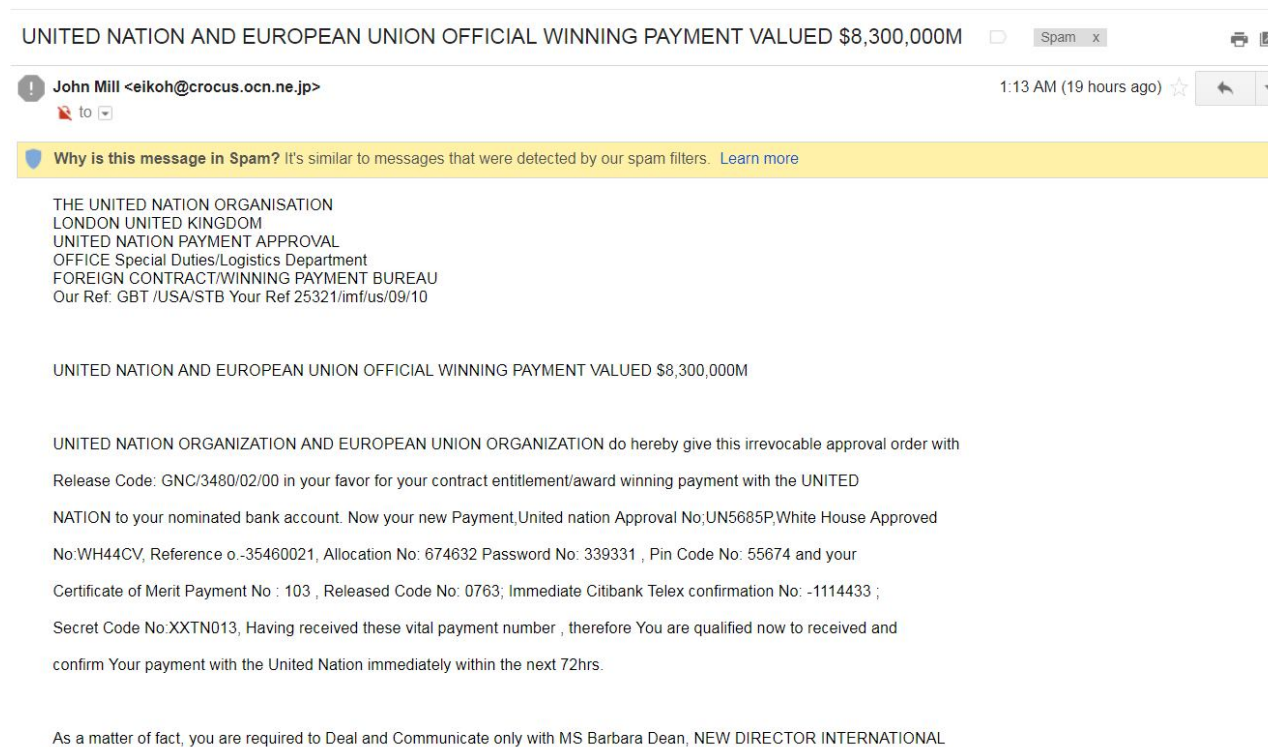 UNITED NATION AND EUROPEAN UNION OFFICIAL WINNING PAYMENT VALUED $8,300,000M
Spam x
John Mill <eikoh@crocus.ocn.ne.jp>
1:13 AM (19 hours ago)
to
Why is this message in Spam? It's similar to messages that were detected by our spam filters. Learn more
THE UNITED NATION ORGANISATION
LONDON UNITED KINGDOM
UNITED NATION PAYMENT APPROVAL
OFFICE Special Duties/Logistics Department
FOREIGN CONTRACT/WINNING PAYMENT BUREAU
Our Ref: GBT /USA/STB Your Ref 25321/imf/us/09/10
UNITED NATION AND EUROPEAN UNION OFFICIAL WINNING PAYMENT VALUED $8,300,000M
UNITED NATION ORGANIZATION AND EUROPEAN UNION ORGANIZATION do hereby give this irrevocable approval order with
Release Code: GNC/3480/02/00 in your favor for your contract entitlement/award winning payment with the UNITED
NATION to your nominated bank account. Now your new Payment,United nation Approval No;UN5685P,White House Approved
No:WH44CV, Reference o.-35460021, Allocation No: 674632 Password No: 339331 , Pin Code No: 55674 and your
Certificate of Merit Payment No : 103 , Released Code No: 0763; Immediate Citibank Telex confirmation No: -1114433 ;
Secret Code No:XXTN013, Having received these vital payment number , therefore You are qualified now to received and
confirm Your payment with the United Nation immediately within the next 72hrs.
As a matter of fact, you are required to Deal and Communicate only with MS Barbara Dean, NEW DIRECTOR INTERNATIONAL